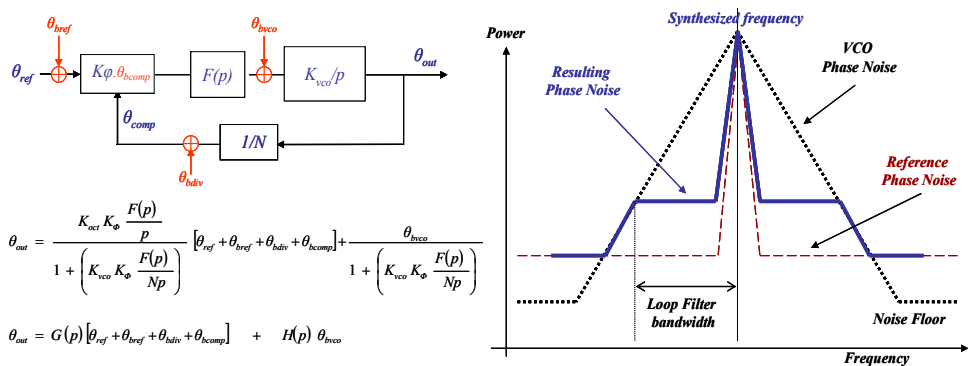 θbref
θbvco
θref
Kφ.θbcomp
F(p)
Kvco/p
θout
θcomp
1/N
θbdiv
θout = (Koct KΦ F(p)/p) / (1 + (Kvco KΦ F(p)/Np)) [θref + θbref + θbdiv + θbcomp] + θbvco / (1 + (Kvco KΦ F(p)/Np))
θout = G(p) [θref + θbref + θbdiv + θbcomp] + H(p) θbvco
Synthesized frequency
Power
VCO
Phase Noise
Resulting
Phase Noise
Reference
Phase Noise
Loop Filter
bandwidth
Noise Floor
Frequency